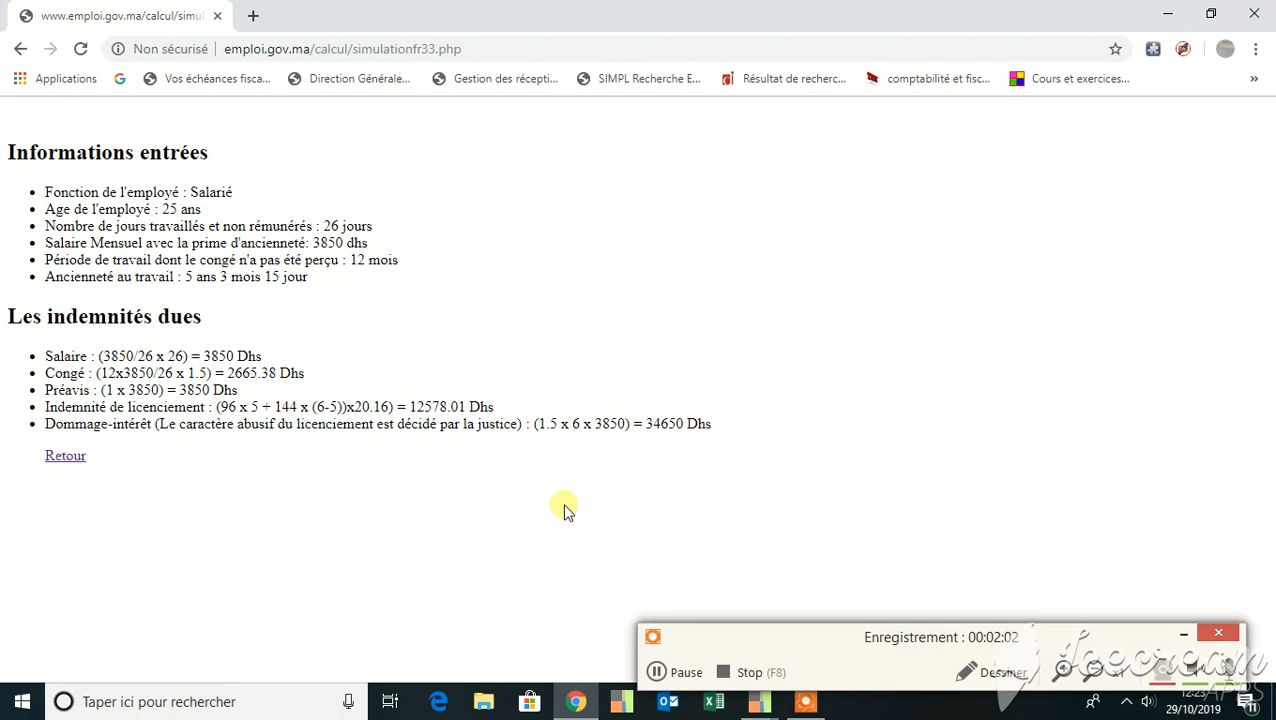 www.emploi.gov.ma/calcul/simu
Non sécurisé emploi.gov.ma/calcul/simulationfr33.php
Applications Vos échéances fisca... Direction Générale... Gestion des récepti... SIMPL Recherche E... Résultat de recherc... comptabilité et fisc... Cours et exercices... »
Informations entrées
• Fonction de l'employé : Salarié
• Age de l'employé : 25 ans
• Nombre de jours travaillés et non rémunérés : 26 jours
• Salaire Mensuel avec la prime d'ancienneté: 3850 dhs
• Période de travail dont le congé n'a pas été perçu : 12 mois
• Ancienneté au travail : 5 ans 3 mois 15 jour
Les indemnités dues
• Salaire : (3850/26 x 26) = 3850 Dhs
• Congé : (12x3850/26 x 1.5) = 2665.38 Dhs
• Préavis : (1 x 3850) = 3850 Dhs
• Indemnité de licenciement : (96 x 5 + 144 x (6-5))x20.16) = 12578.01 Dhs
• Dommage-intérêt (Le caractère abusif du licenciement est décidé par la justice) : (1.5 x 6 x 3850) = 34650 Dhs
Retour
Enregistrement : 00:02:02
Pause Stop (F8) Dessiner x1
Icecream
APPS
Taper ici pour rechercher
12:23
29/10/2019
11